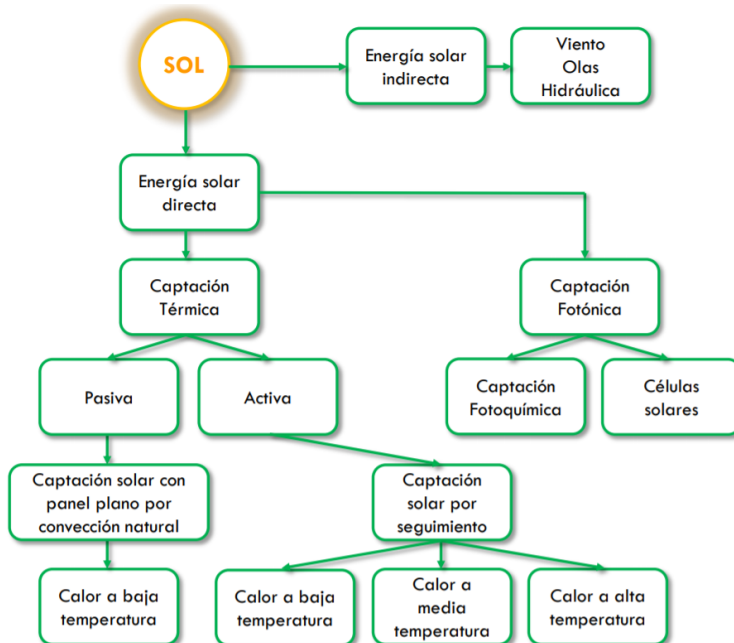 SOL
Energía solar
indirecta
Viento
Olas
Hidráulica
Energía solar
directa
Captación
Térmica
Captación
Fotónica
Pasiva
Activa
Captación
Fotoquímica
Células
solares
Captación solar con
panel plano por
convección natural
Captación
solar por
seguimiento
Calor a baja
temperatura
Calor a baja
temperatura
Calor a
media
temperatura
Calor a alta
temperatura